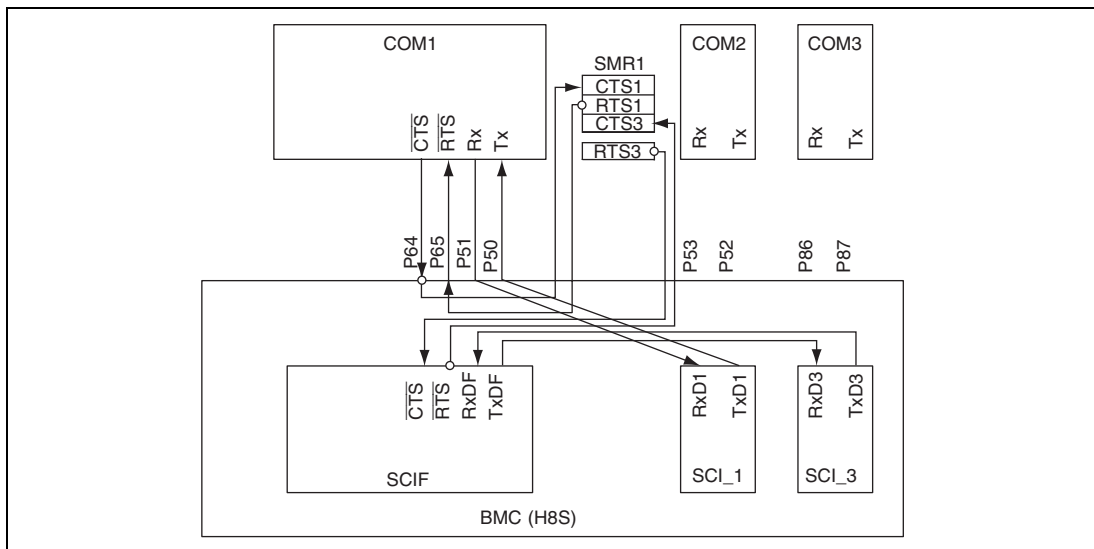 COM1
COM2
COM3
SMR1
CTS1
RTS1
CTS3
RTS3
CTS
RTS
Rx
Tx
Rx
Tx
Rx
Tx
P64
P65
P51
P50
P53
P52
P86
P87
CTS
RTS
RxDF
TxDF
RxD1
TxD1
RxD3
TxD3
SCIF
SCI_1
SCI_3
BMC (H8S)